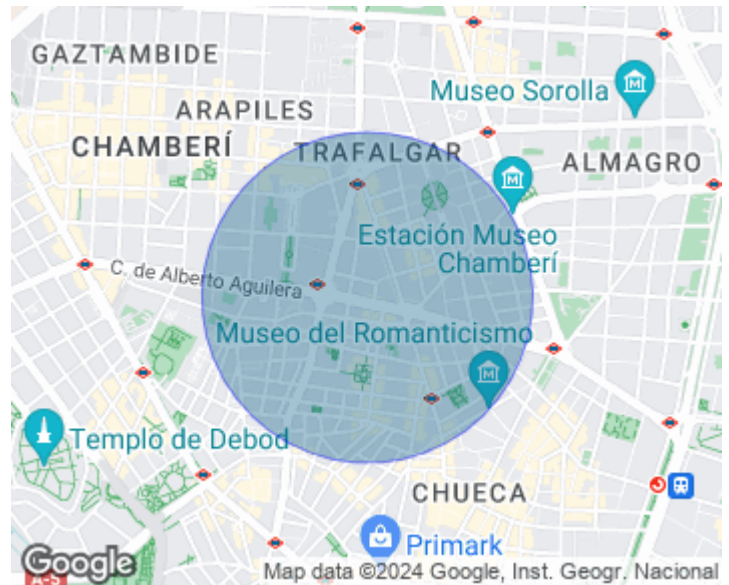 GAZTAMBIDE
Museo Sorolla
ARAPILES
CHAMBERÍ
TRAFALGAR
ALMAGRO
Estación Museo
Chamberí
C. de Alberto Aguilera
Museo del Romanticismo
Templo de Debod
CHUECA
Primark
Google
A-5
Map data ©2024 Google, Inst. Geogr. Nacional